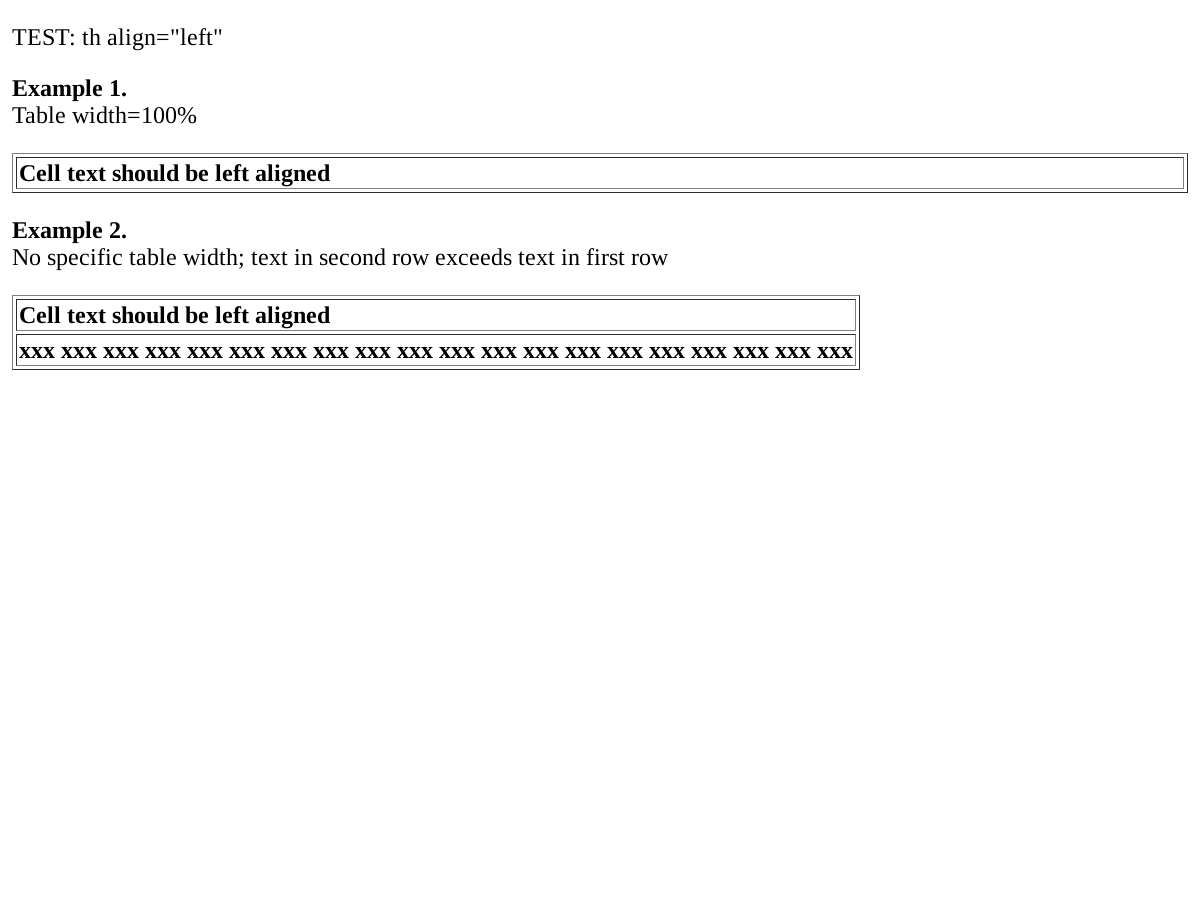 TEST: th align="left"
Example 1.
Table width=100%
Cell text should be left aligned
Example 2.
No specific table width; text in second row exceeds text in first row
Cell text should be left aligned
xxx xxx xxx xxx xxx xxx xxx xxx xxx xxx xxx xxx xxx xxx xxx xxx xxx xxx xxx xxx